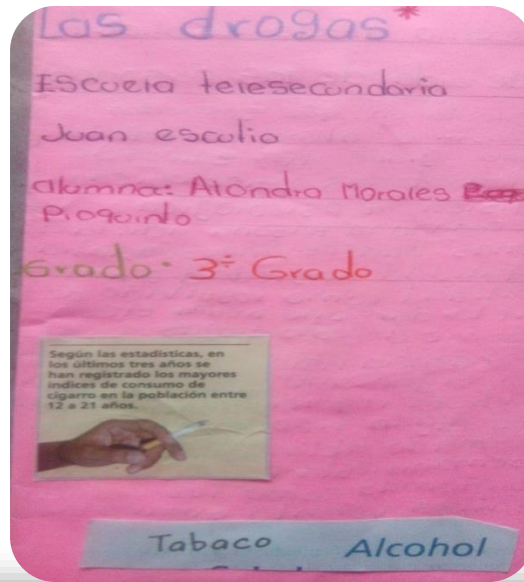 Las drogas *
Escuela telesecundaria
Juan esculio
alumna: Alondra Morales
Pioquinto
Grado: 3° Grado
Según las estadísticas, en
los últimos tres años se
han registrado los mayores
índices de consumo de
cigarro en la población entre
12 a 21 años.
Tabaco Alcohol